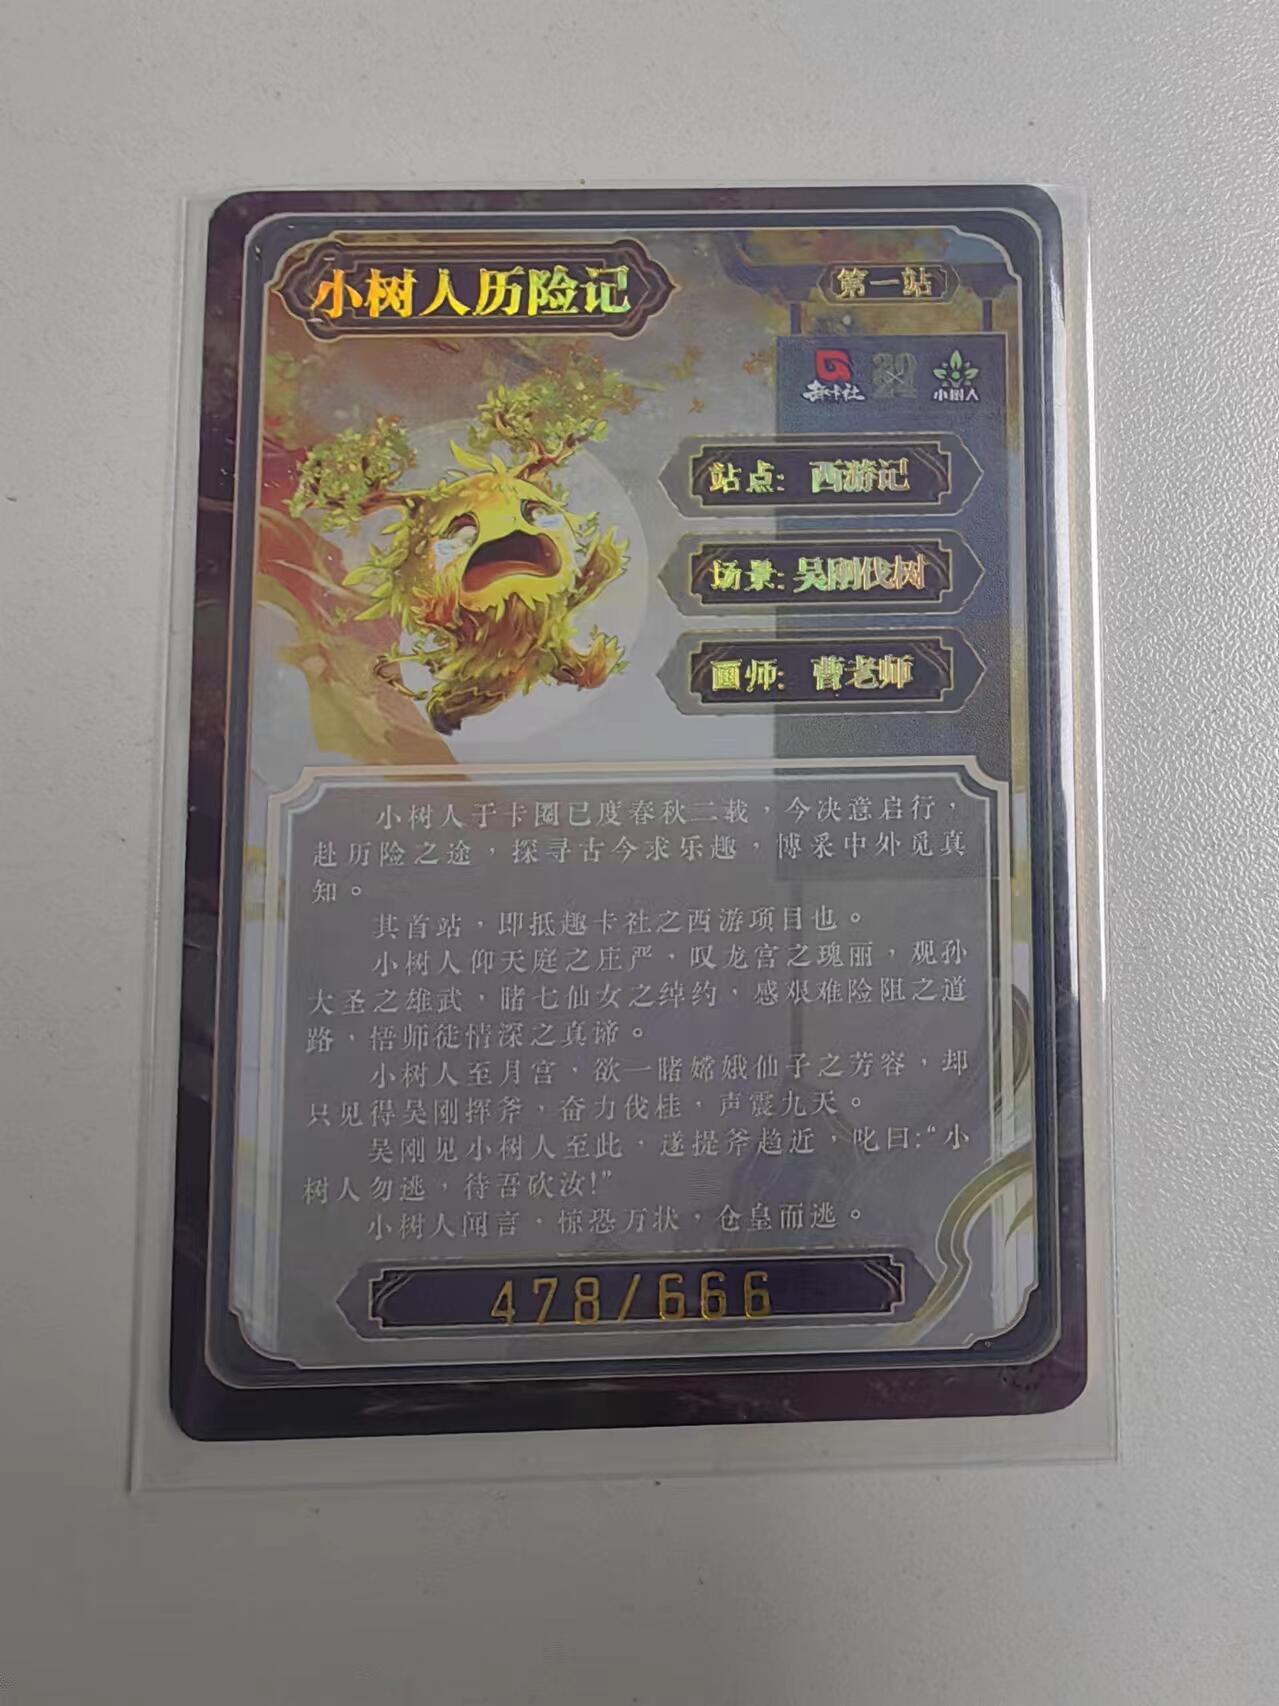 小树人历险记
第一站
趣卡社
小树人
站点：西游记
场景：吴刚伐树
画师：曹老师
小树人于卡圈已度春秋二载，今决意启行，
赴历险之途，探寻古今求乐趣，博采中外觅真
知。
其首站，即抵趣卡社之西游项目也。
小树人仰天庭之庄严，叹龙宫之瑰丽，观孙
大圣之雄武，睹七仙女之绰约，感艰难险阻之道
路，悟师徒情深之真谛。
小树人至月宫，欲一睹嫦娥仙子之芳容，却
只见得吴刚挥斧，奋力伐桂，声震九天。
吴刚见小树人至此，遂提斧趋近，叱曰:“小
树人勿逃，待吾砍汝!”
小树人闻言，惊恐万状，仓皇而逃。
478/666